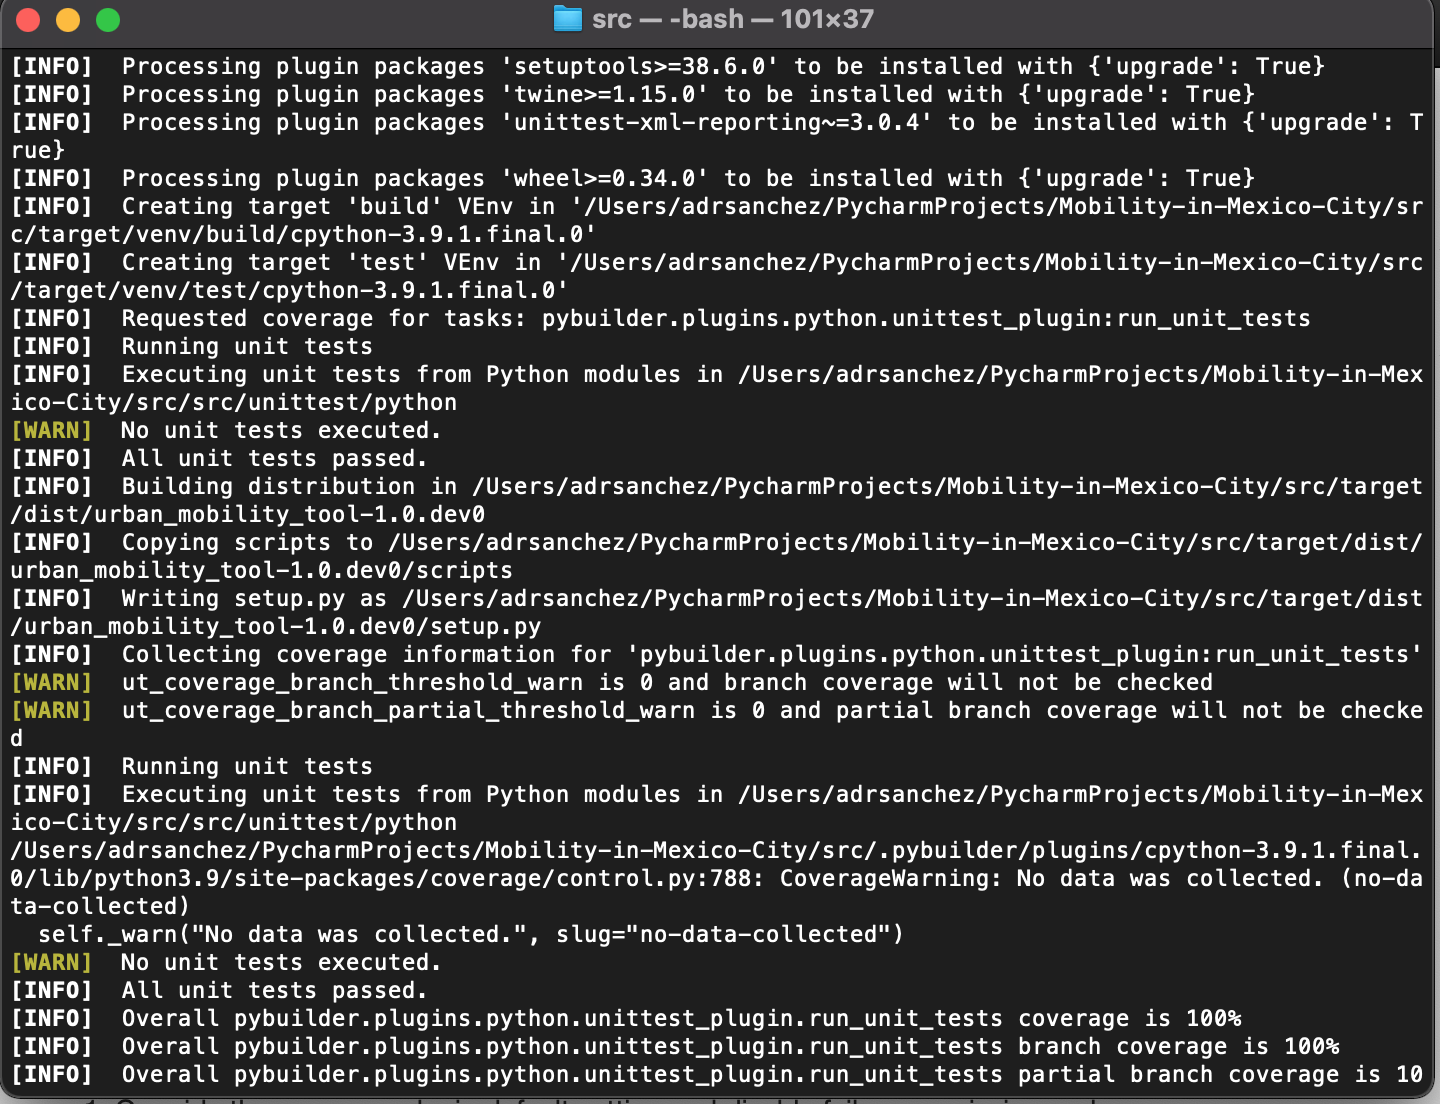 src — -bash — 101×37
[INFO]  Processing plugin packages 'setuptools>=38.6.0' to be installed with {'upgrade': True}
[INFO]  Processing plugin packages 'twine>=1.15.0' to be installed with {'upgrade': True}
[INFO]  Processing plugin packages 'unittest-xml-reporting~=3.0.4' to be installed with {'upgrade': T
rue}
[INFO]  Processing plugin packages 'wheel>=0.34.0' to be installed with {'upgrade': True}
[INFO]  Creating target 'build' VEnv in '/Users/adrsanchez/PycharmProjects/Mobility-in-Mexico-City/sr
c/target/venv/build/cpython-3.9.1.final.0'
[INFO]  Creating target 'test' VEnv in '/Users/adrsanchez/PycharmProjects/Mobility-in-Mexico-City/src
/target/venv/test/cpython-3.9.1.final.0'
[INFO]  Requested coverage for tasks: pybuilder.plugins.python.unittest_plugin:run_unit_tests
[INFO]  Running unit tests
[INFO]  Executing unit tests from Python modules in /Users/adrsanchez/PycharmProjects/Mobility-in-Mex
ico-City/src/src/unittest/python
[WARN]  No unit tests executed.
[INFO]  All unit tests passed.
[INFO]  Building distribution in /Users/adrsanchez/PycharmProjects/Mobility-in-Mexico-City/src/target
/dist/urban_mobility_tool-1.0.dev0
[INFO]  Copying scripts to /Users/adrsanchez/PycharmProjects/Mobility-in-Mexico-City/src/target/dist/
urban_mobility_tool-1.0.dev0/scripts
[INFO]  Writing setup.py as /Users/adrsanchez/PycharmProjects/Mobility-in-Mexico-City/src/target/dist
/urban_mobility_tool-1.0.dev0/setup.py
[INFO]  Collecting coverage information for 'pybuilder.plugins.python.unittest_plugin:run_unit_tests'
[WARN]  ut_coverage_branch_threshold_warn is 0 and branch coverage will not be checked
[WARN]  ut_coverage_branch_partial_threshold_warn is 0 and partial branch coverage will not be checke
d
[INFO]  Running unit tests
[INFO]  Executing unit tests from Python modules in /Users/adrsanchez/PycharmProjects/Mobility-in-Mex
ico-City/src/src/unittest/python
/Users/adrsanchez/PycharmProjects/Mobility-in-Mexico-City/src/.pybuilder/plugins/cpython-3.9.1.final.
0/lib/python3.9/site-packages/coverage/control.py:788: CoverageWarning: No data was collected. (no-da
ta-collected)
  self._warn("No data was collected.", slug="no-data-collected")
[WARN]  No unit tests executed.
[INFO]  All unit tests passed.
[INFO]  Overall pybuilder.plugins.python.unittest_plugin.run_unit_tests coverage is 100%
[INFO]  Overall pybuilder.plugins.python.unittest_plugin.run_unit_tests branch coverage is 100%
[INFO]  Overall pybuilder.plugins.python.unittest_plugin.run_unit_tests partial branch coverage is 10